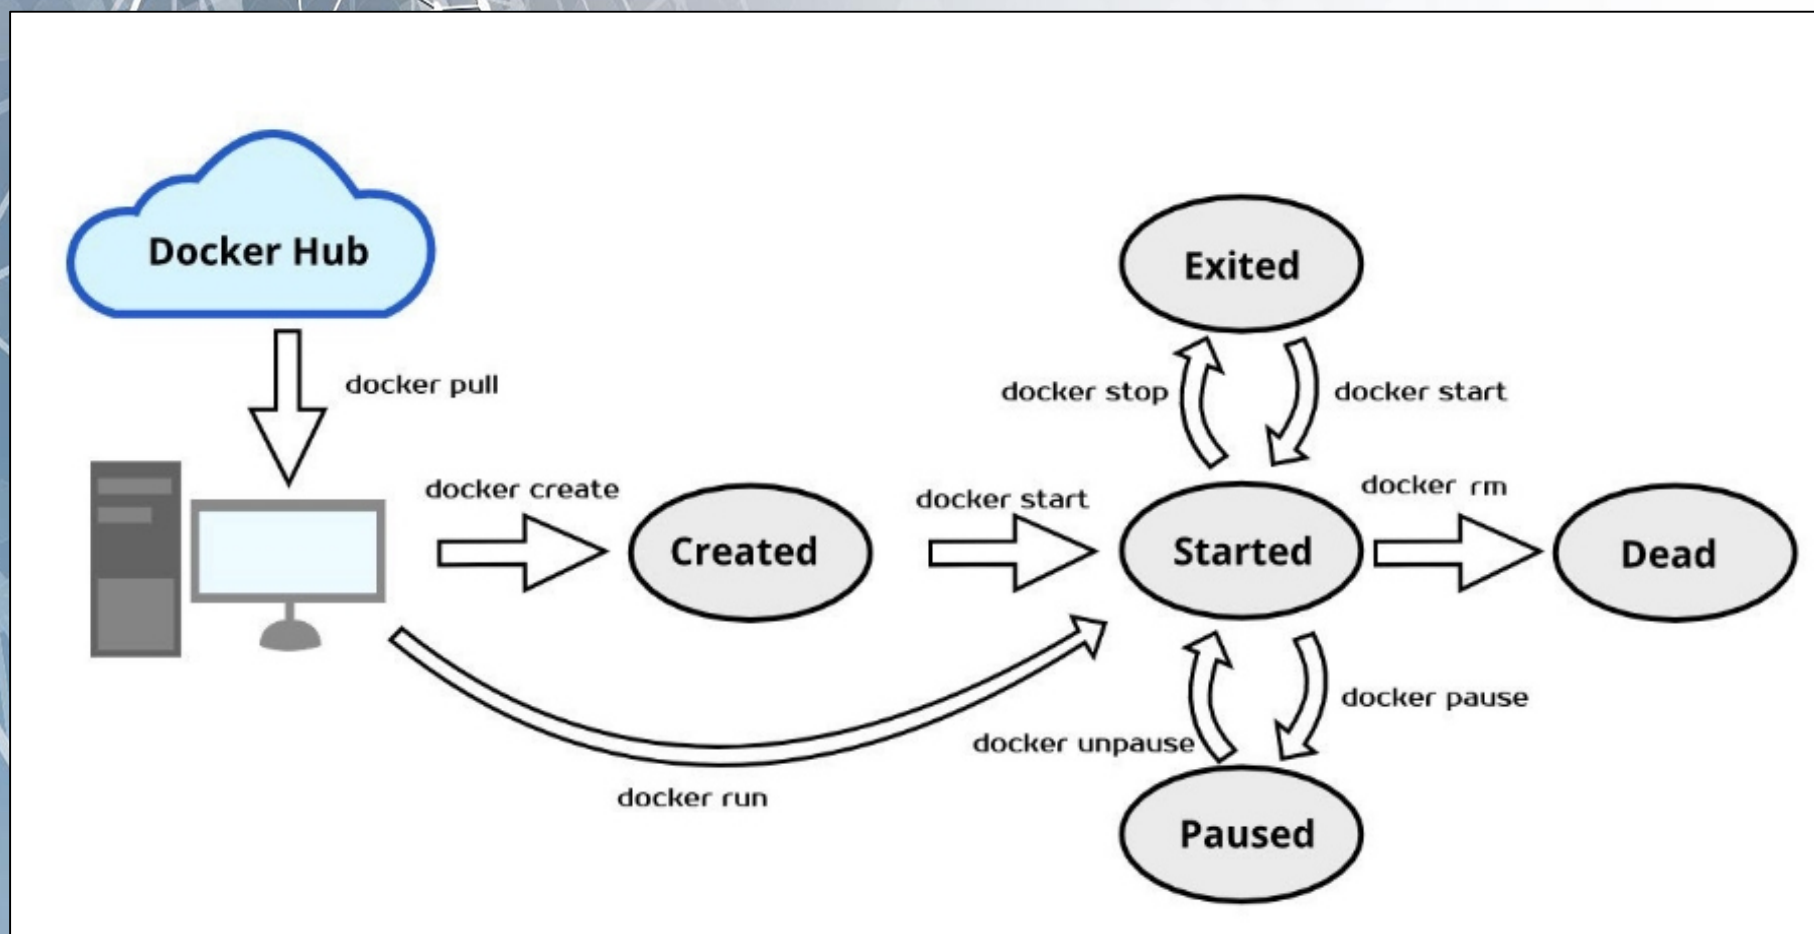 Docker Hub
docker pull
docker create
Created
docker start
docker run
Exited
docker stop
docker start
Started
docker rm
Dead
docker unpause
docker pause
Paused